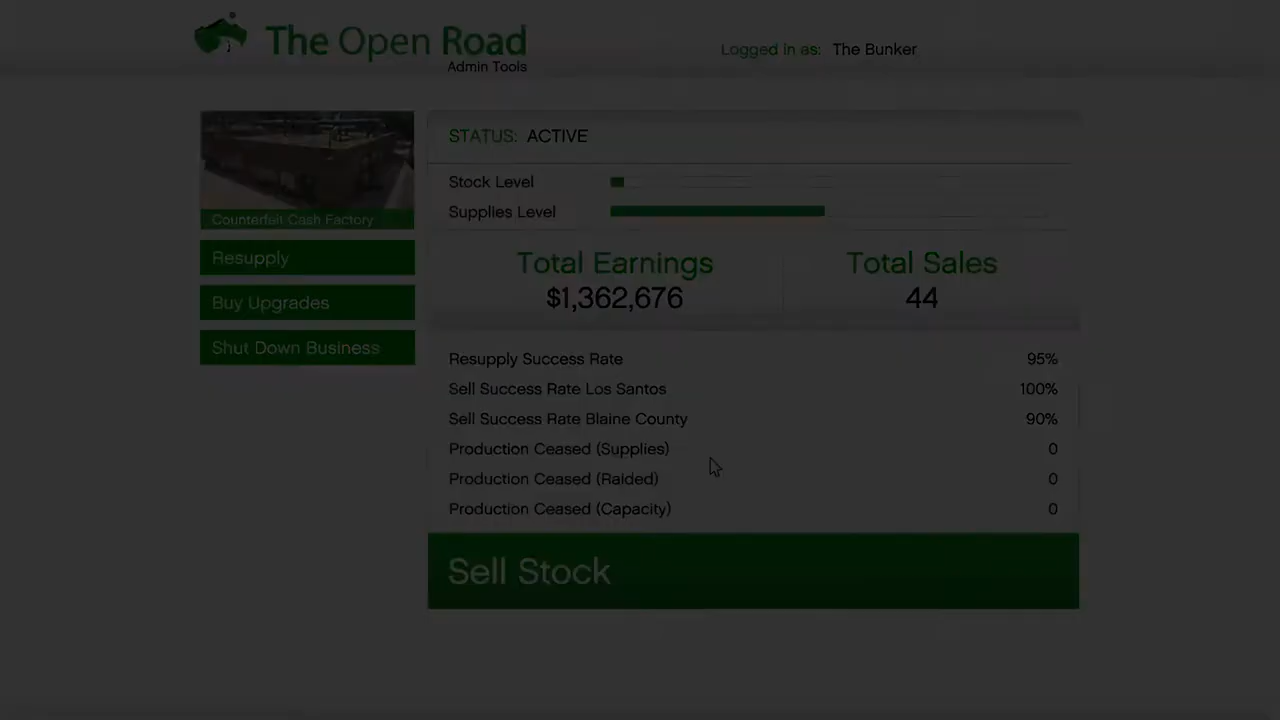 The Open Road
Admin Tools
Logged in as: The Bunker
Counterfeit Cash Factory
Resupply
Buy Upgrades
Shut Down Business
STATUS: ACTIVE
Stock Level
Supplies Level
Total Earnings
$1,362,676
Total Sales
44
Resupply Success Rate 95%
Sell Success Rate Los Santos 100%
Sell Success Rate Blaine County 90%
Production Ceased (Supplies) 0
Production Ceased (Raided) 0
Production Ceased (Capacity) 0
Sell Stock